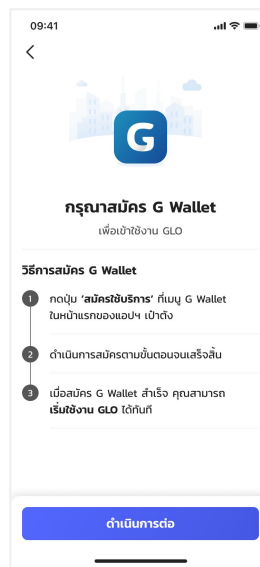 09:41
G
กรุณาสมัคร G Wallet
เพื่อเข้าใช้งาน GLO
วิธีการสมัคร G Wallet
1 กดปุ่ม ‘สมัครใช้บริการ’ ที่เมนู G Wallet
ในหน้าแรกของแอปฯ เป๋าตัง
2 ดำเนินการสมัครตามขั้นตอนจนเสร็จสิ้น
3 เมื่อสมัคร G Wallet สำเร็จ คุณสามารถ
เริ่มใช้งาน GLO ได้ทันที
ดำเนินการต่อ